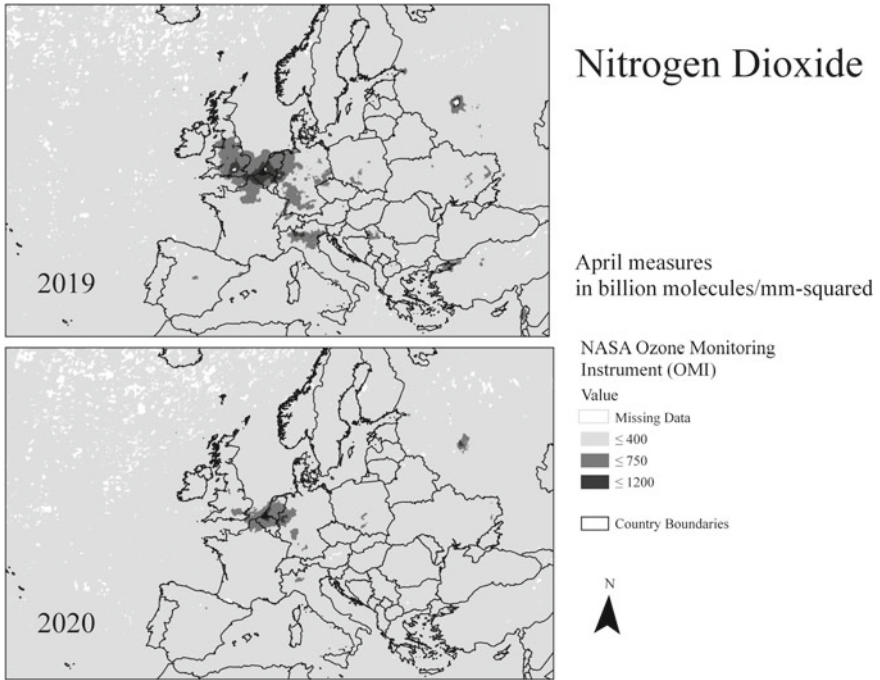 Nitrogen Dioxide
2019
April measures
in billion molecules/mm-squared
NASA Ozone Monitoring
Instrument (OMI)
Value
Missing Data
≤ 400
≤ 750
≤ 1200
Country Boundaries
N
2020